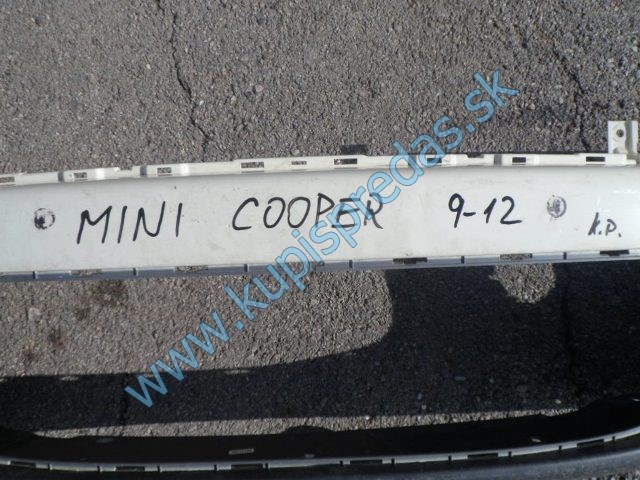 MINI COOPER 9-12
K.P.
www.kupispredas.sk